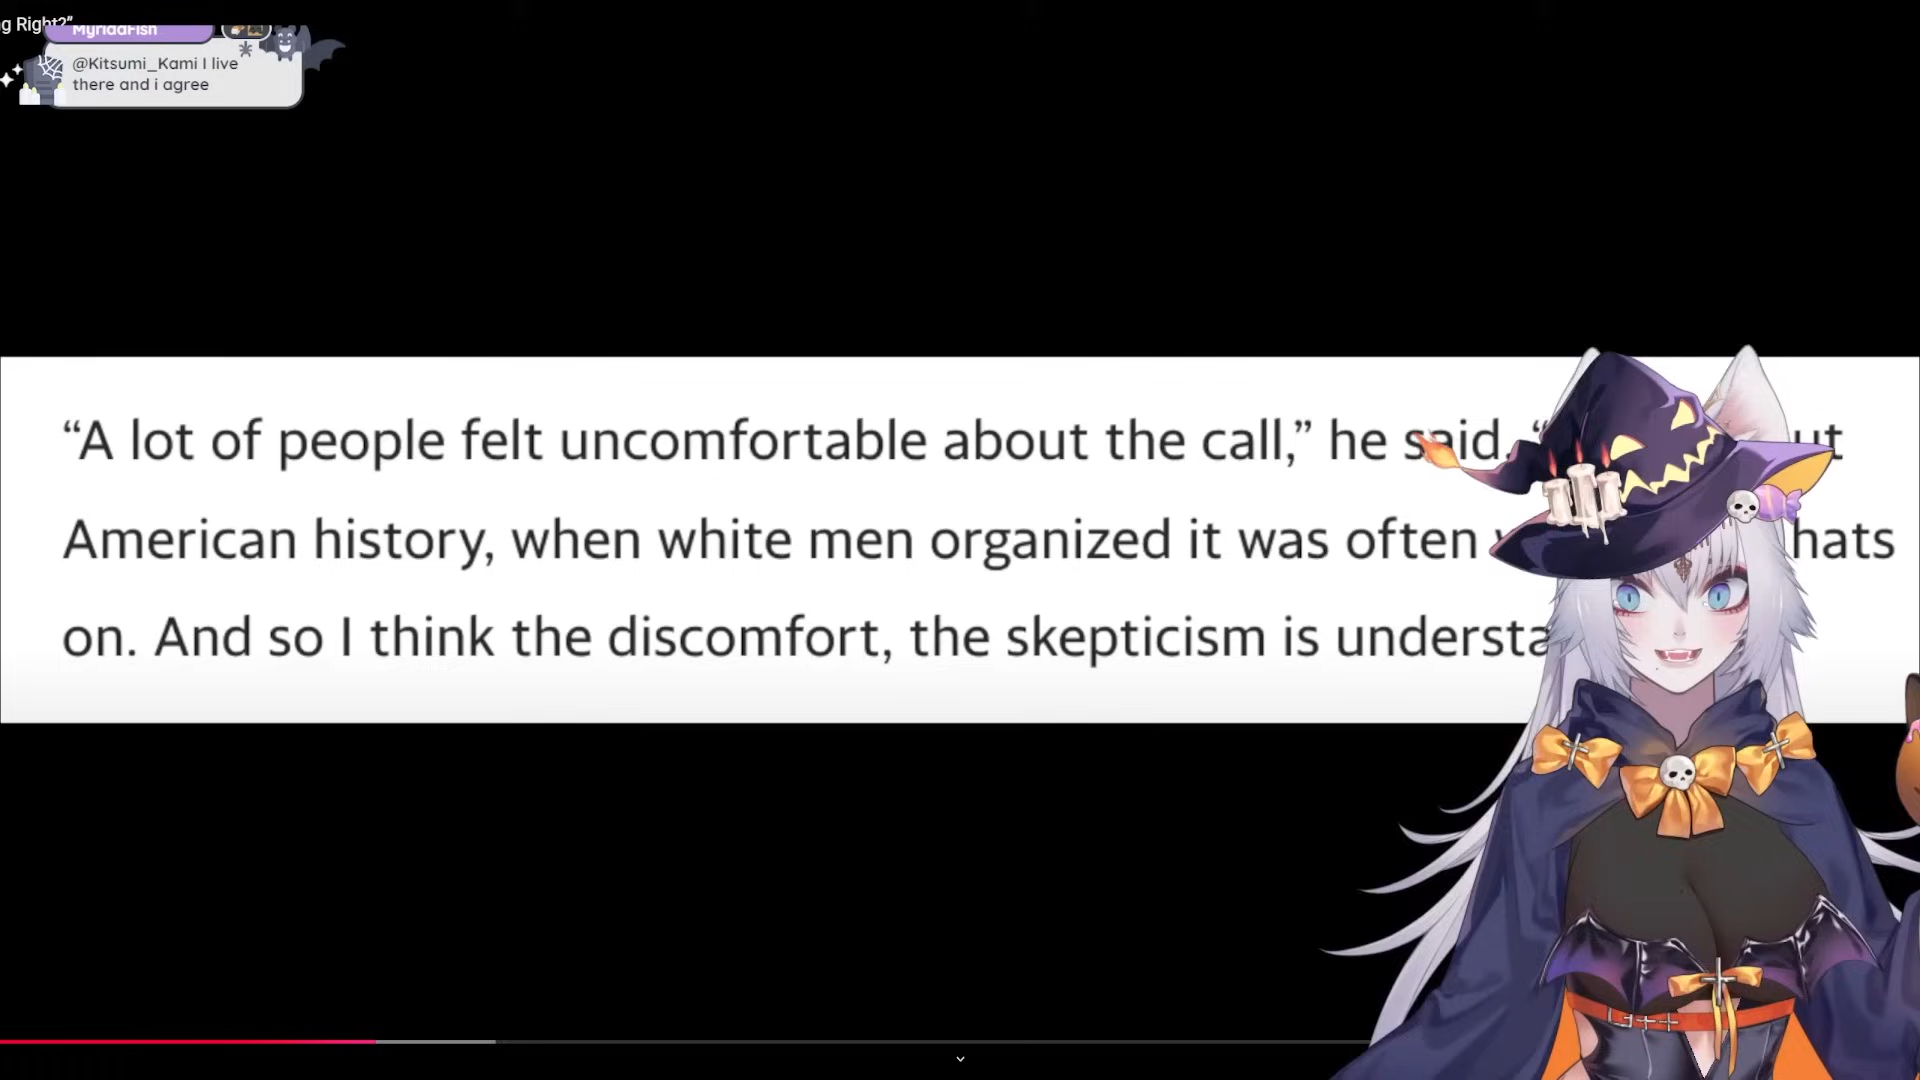 g Right?”
MyriadFish
@Kitsumi_Kami I live
there and i agree
“A lot of people felt uncomfortable about the call,” he said. “ ut
American history, when white men organized it was often hats
on. And so I think the discomfort, the skepticism is understa